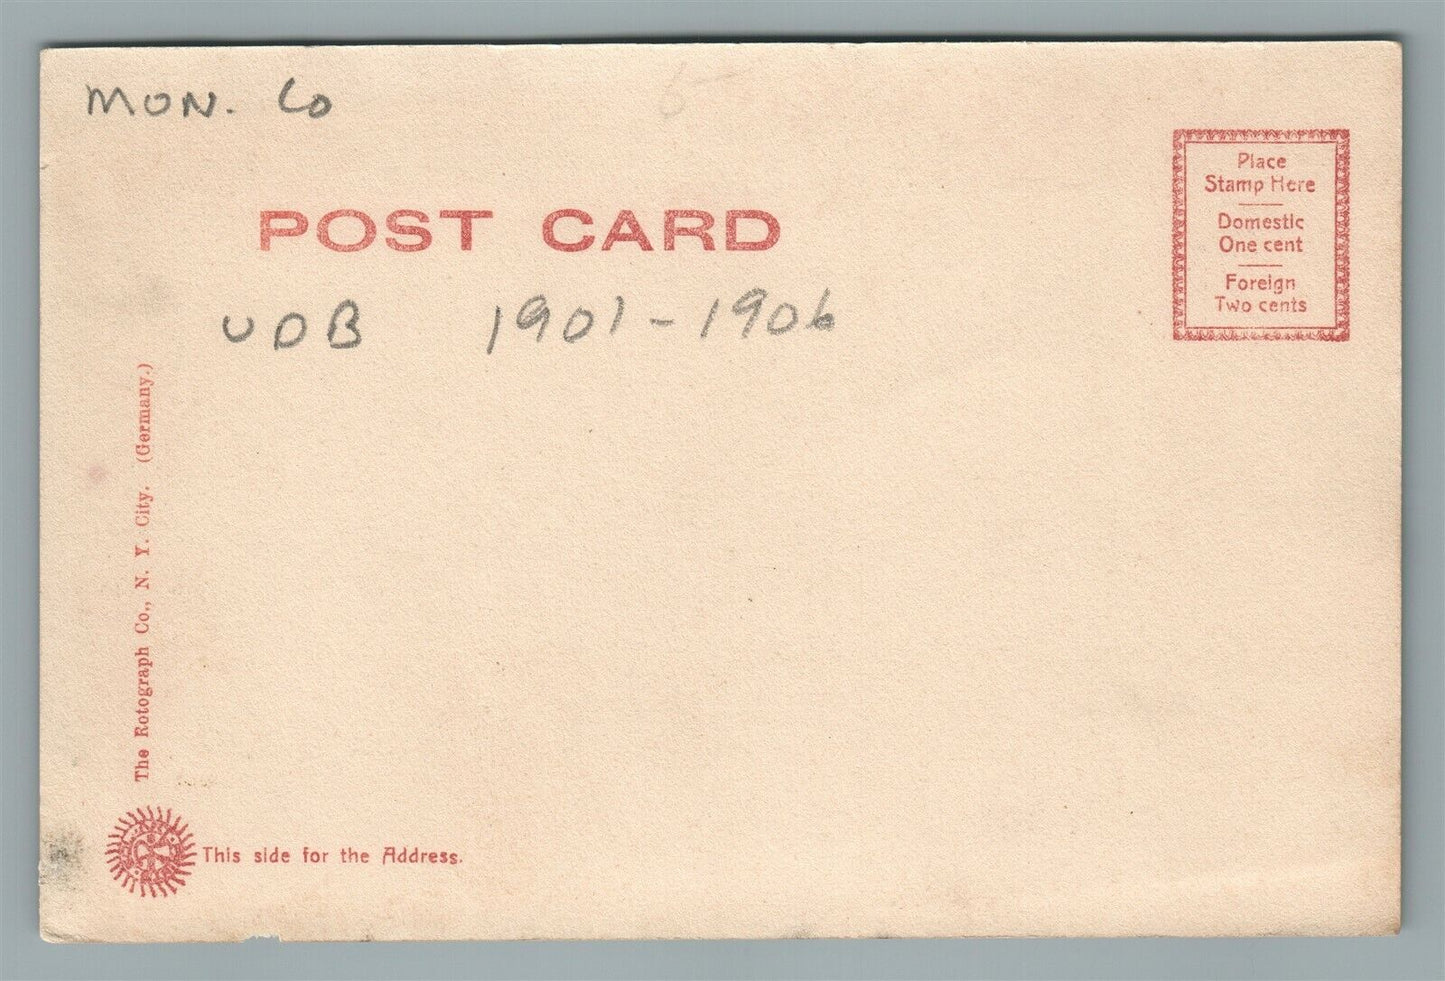 MON. Co
POST CARD
Place
Stamp Here
Domestic
One cent
Foreign
Two cents
UDB 1901-1906
The Rotograph Co., N. Y. City. (Germany.)
This side for the Address.